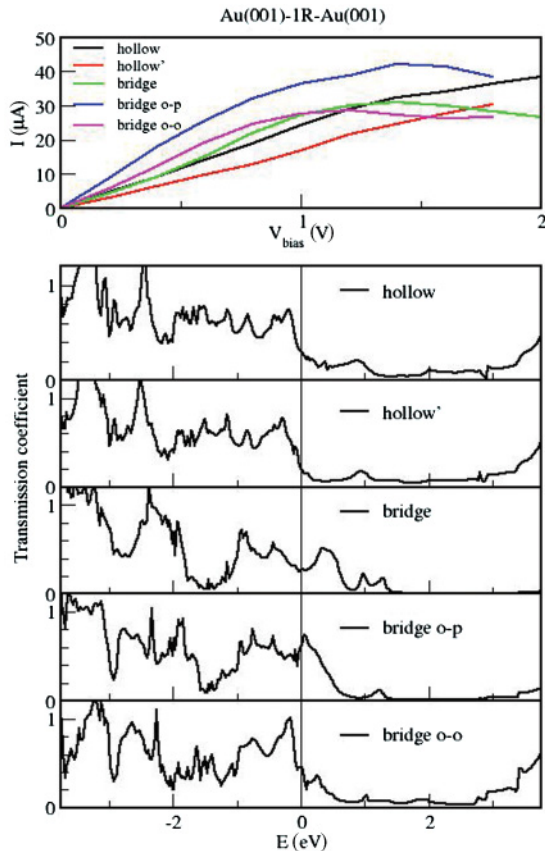 Au(001)-1R-Au(001)
50
40
30
20
10
0
I (μA)
hollow
hollow'
bridge
bridge o-p
bridge o-o
0
1
2
V_bias (V)
Transmission coefficient
1
hollow
0
1
hollow'
0
1
bridge
0
1
bridge o-p
0
1
bridge o-o
0
-2
0
2
E (eV)